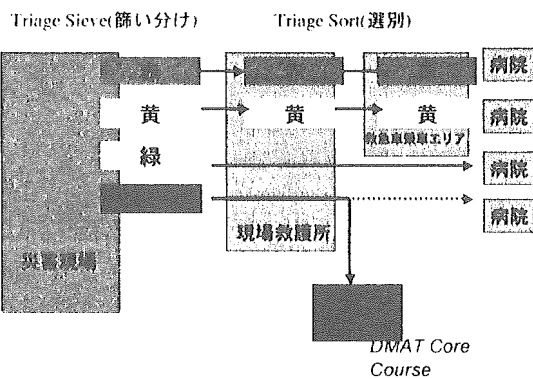 Triage Sieve(篩い分け)
Triage Sort(選別)
病院
黄
黄
黄
病院
救急車乗車エリア
緑
病院
病院
現場救護所
災害現場
DMAT Core
Course